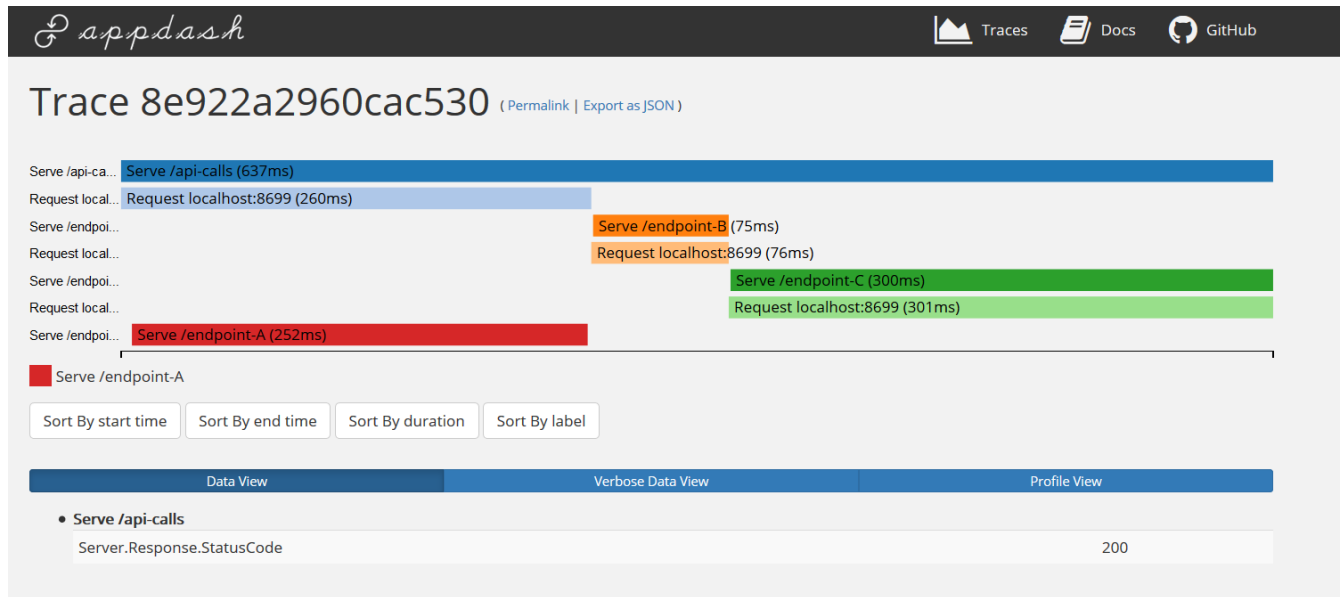 appdash Traces Docs GitHub
Trace 8e922a2960cac530 ( Permalink | Export as JSON )
Serve /api-ca... Serve /api-calls (637ms)
Request local... Request localhost:8699 (260ms)
Serve /endpoi... Serve /endpoint-B (75ms)
Request local... Request localhost:8699 (76ms)
Serve /endpoi... Serve /endpoint-C (300ms)
Request local... Request localhost:8699 (301ms)
Serve /endpoi... Serve /endpoint-A (252ms)
Serve /endpoint-A
Sort By start time Sort By end time Sort By duration Sort By label
Data View Verbose Data View Profile View
Serve /api-calls
Server.Response.StatusCode 200